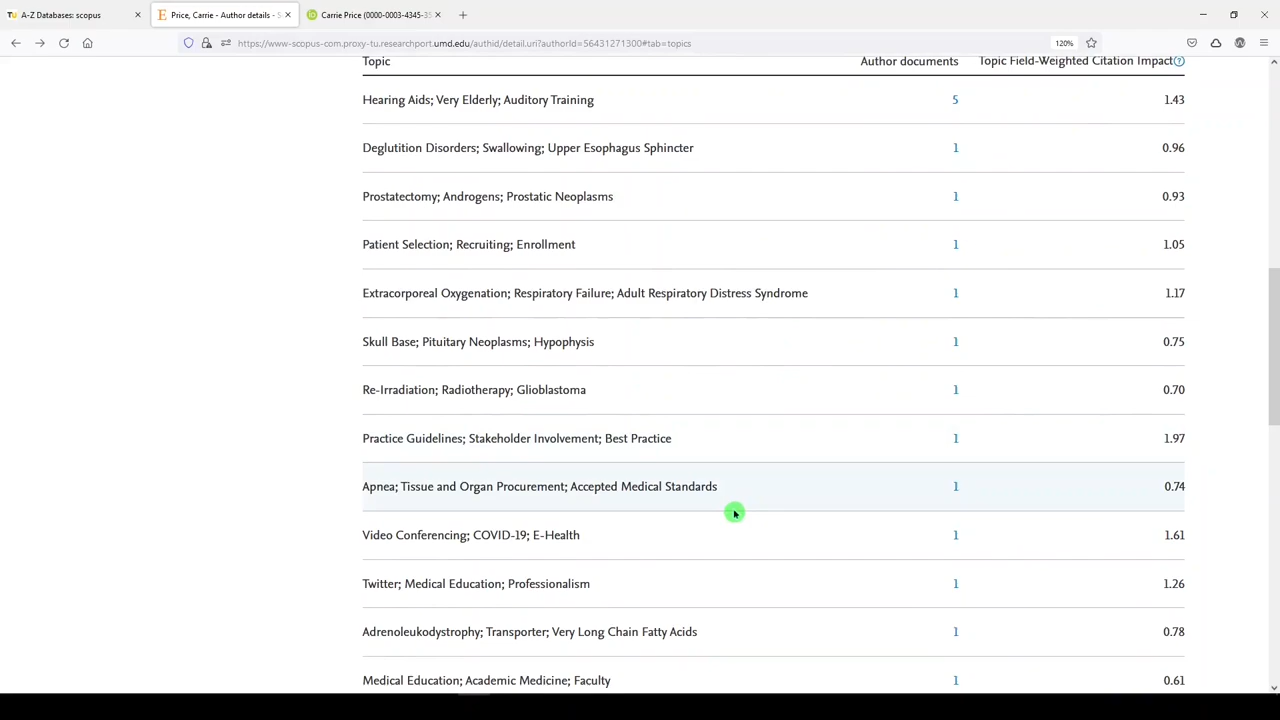 A-Z Databases: scopus
Price, Carrie - Author details - S
Carrie Price (0000-0003-4345-35
https://www-scopus-com.proxy-tu.researchport.umd.edu/authid/detail.uri?authorId=56431271300#tab=topics
120%
Topic Author documents Topic Field-Weighted Citation Impact
Hearing Aids; Very Elderly; Auditory Training 5 1.43
Deglutition Disorders; Swallowing; Upper Esophagus Sphincter 1 0.96
Prostatectomy; Androgens; Prostatic Neoplasms 1 0.93
Patient Selection; Recruiting; Enrollment 1 1.05
Extracorporeal Oxygenation; Respiratory Failure; Adult Respiratory Distress Syndrome 1 1.17
Skull Base; Pituitary Neoplasms; Hypophysis 1 0.75
Re-Irradiation; Radiotherapy; Glioblastoma 1 0.70
Practice Guidelines; Stakeholder Involvement; Best Practice 1 1.97
Apnea; Tissue and Organ Procurement; Accepted Medical Standards 1 0.74
Video Conferencing; COVID-19; E-Health 1 1.61
Twitter; Medical Education; Professionalism 1 1.26
Adrenoleukodystrophy; Transporter; Very Long Chain Fatty Acids 1 0.78
Medical Education; Academic Medicine; Faculty 1 0.61